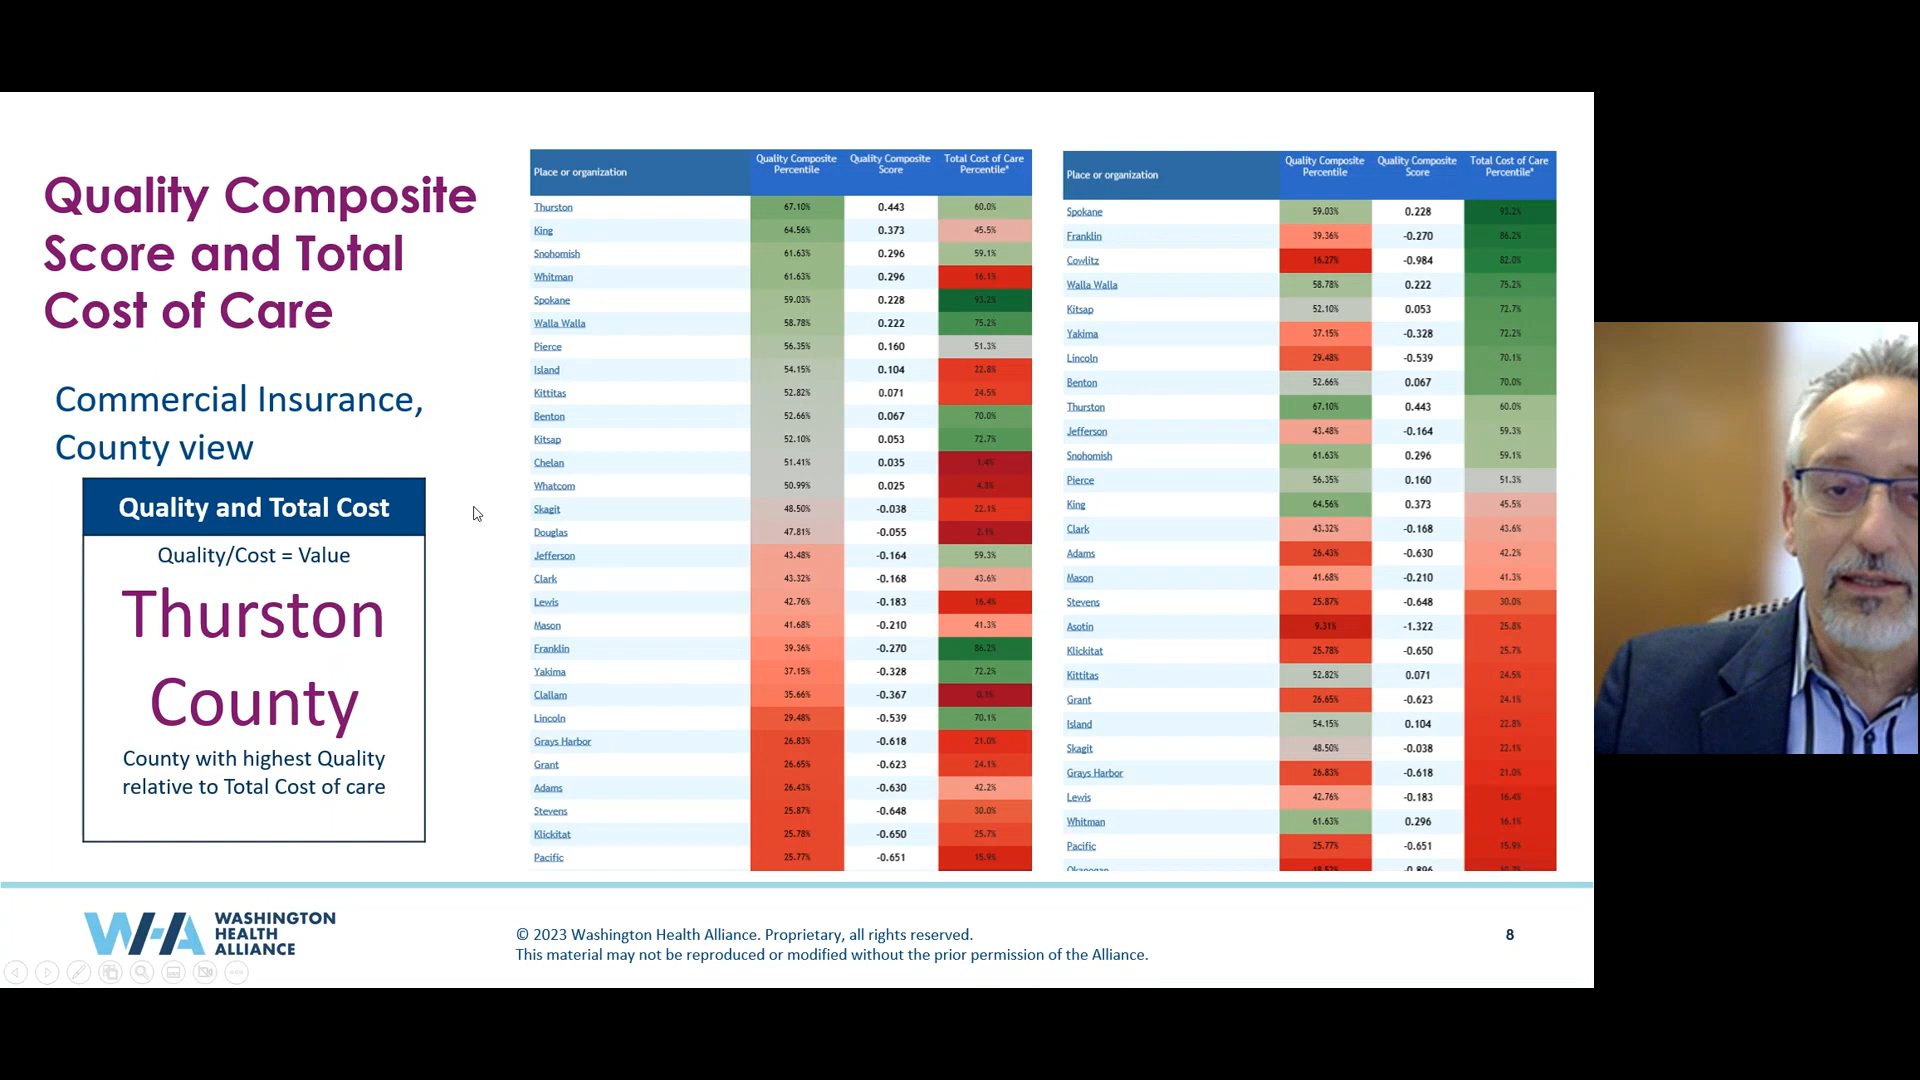 Quality Composite
Score and Total
Cost of Care
Commercial Insurance,
County view
Quality and Total Cost
Quality/Cost = Value
Thurston
County
County with highest Quality
relative to Total Cost of care
Place or organization Quality Composite Percentile Quality Composite Score Total Cost of Care Percentile*
Thurston 67.10% 0.443 60.0%
King 64.56% 0.373 45.5%
Snohomish 61.63% 0.296 59.1%
Whitman 61.63% 0.296 16.1%
Spokane 59.03% 0.228 93.2%
Walla Walla 58.78% 0.222 75.2%
Pierce 56.35% 0.160 51.3%
Island 54.15% 0.104 22.8%
Kittitas 52.82% 0.071 24.5%
Benton 52.66% 0.067 70.0%
Kitsap 52.10% 0.053 72.7%
Chelan 51.41% 0.035 1.4%
Whatcom 50.99% 0.025 4.3%
Skagit 48.50% -0.038 22.1%
Douglas 47.81% -0.055 2.1%
Jefferson 43.48% -0.164 59.3%
Clark 43.32% -0.168 43.6%
Lewis 42.76% -0.183 16.4%
Mason 41.68% -0.210 41.3%
Franklin 39.36% -0.270 86.2%
Yakima 37.15% -0.328 72.2%
Clallam 35.66% -0.367 0.1%
Lincoln 29.48% -0.539 70.1%
Grays Harbor 26.83% -0.618 21.0%
Grant 26.65% -0.623 24.1%
Adams 26.43% -0.630 42.2%
Stevens 25.87% -0.648 30.0%
Klickitat 25.78% -0.650 25.7%
Pacific 25.77% -0.651 15.9%
Place or organization Quality Composite Percentile Quality Composite Score Total Cost of Care Percentile*
Spokane 59.03% 0.228 93.2%
Franklin 39.36% -0.270 86.2%
Cowlitz 16.27% -0.984 82.0%
Walla Walla 58.78% 0.222 75.2%
Kitsap 52.10% 0.053 72.7%
Yakima 37.15% -0.328 72.2%
Lincoln 29.48% -0.539 70.1%
Benton 52.66% 0.067 70.0%
Thurston 67.10% 0.443 60.0%
Jefferson 43.48% -0.164 59.3%
Snohomish 61.63% 0.296 59.1%
Pierce 56.35% 0.160 51.3%
King 64.56% 0.373 45.5%
Clark 43.32% -0.168 43.6%
Adams 26.43% -0.630 42.2%
Mason 41.68% -0.210 41.3%
Stevens 25.87% -0.648 30.0%
Asotin 9.31% -1.322 25.8%
Klickitat 25.78% -0.650 25.7%
Kittitas 52.82% 0.071 24.5%
Grant 26.65% -0.623 24.1%
Island 54.15% 0.104 22.8%
Skagit 48.50% -0.038 22.1%
Grays Harbor 26.83% -0.618 21.0%
Lewis 42.76% -0.183 16.4%
Whitman 61.63% 0.296 16.1%
Pacific 25.77% -0.651 15.9%
Okanogan -0.896
WHA WASHINGTON
HEALTH
ALLIANCE
© 2023 Washington Health Alliance. Proprietary, all rights reserved.
This material may not be reproduced or modified without the prior permission of the Alliance.
8